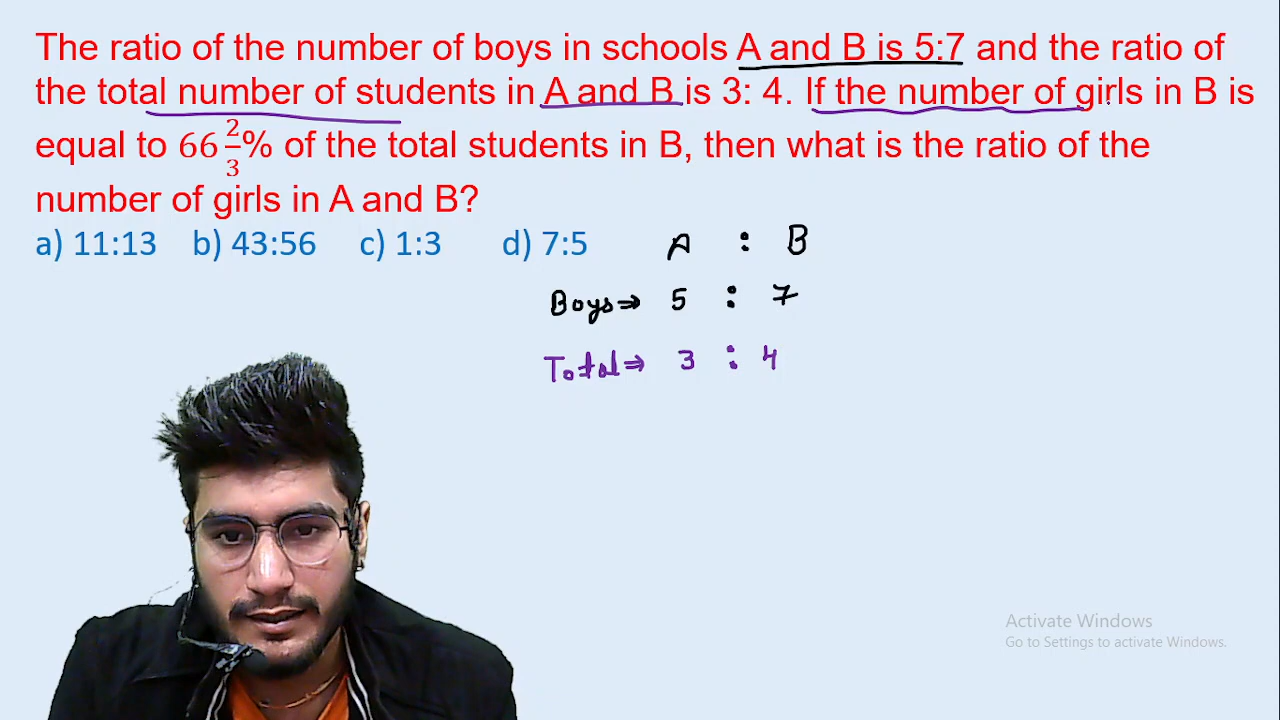 The ratio of the number of boys in schools A and B is 5:7 and the ratio of
the total number of students in A and B is 3: 4. If the number of girls in B is
equal to 66 2/3% of the total students in B, then what is the ratio of the
number of girls in A and B?
a) 11:13 b) 43:56 c) 1:3 d) 7:5
A : B
Boys⇒ 5 : 7
Total⇒ 3 : 4
Activate Windows
Go to Settings to activate Windows.